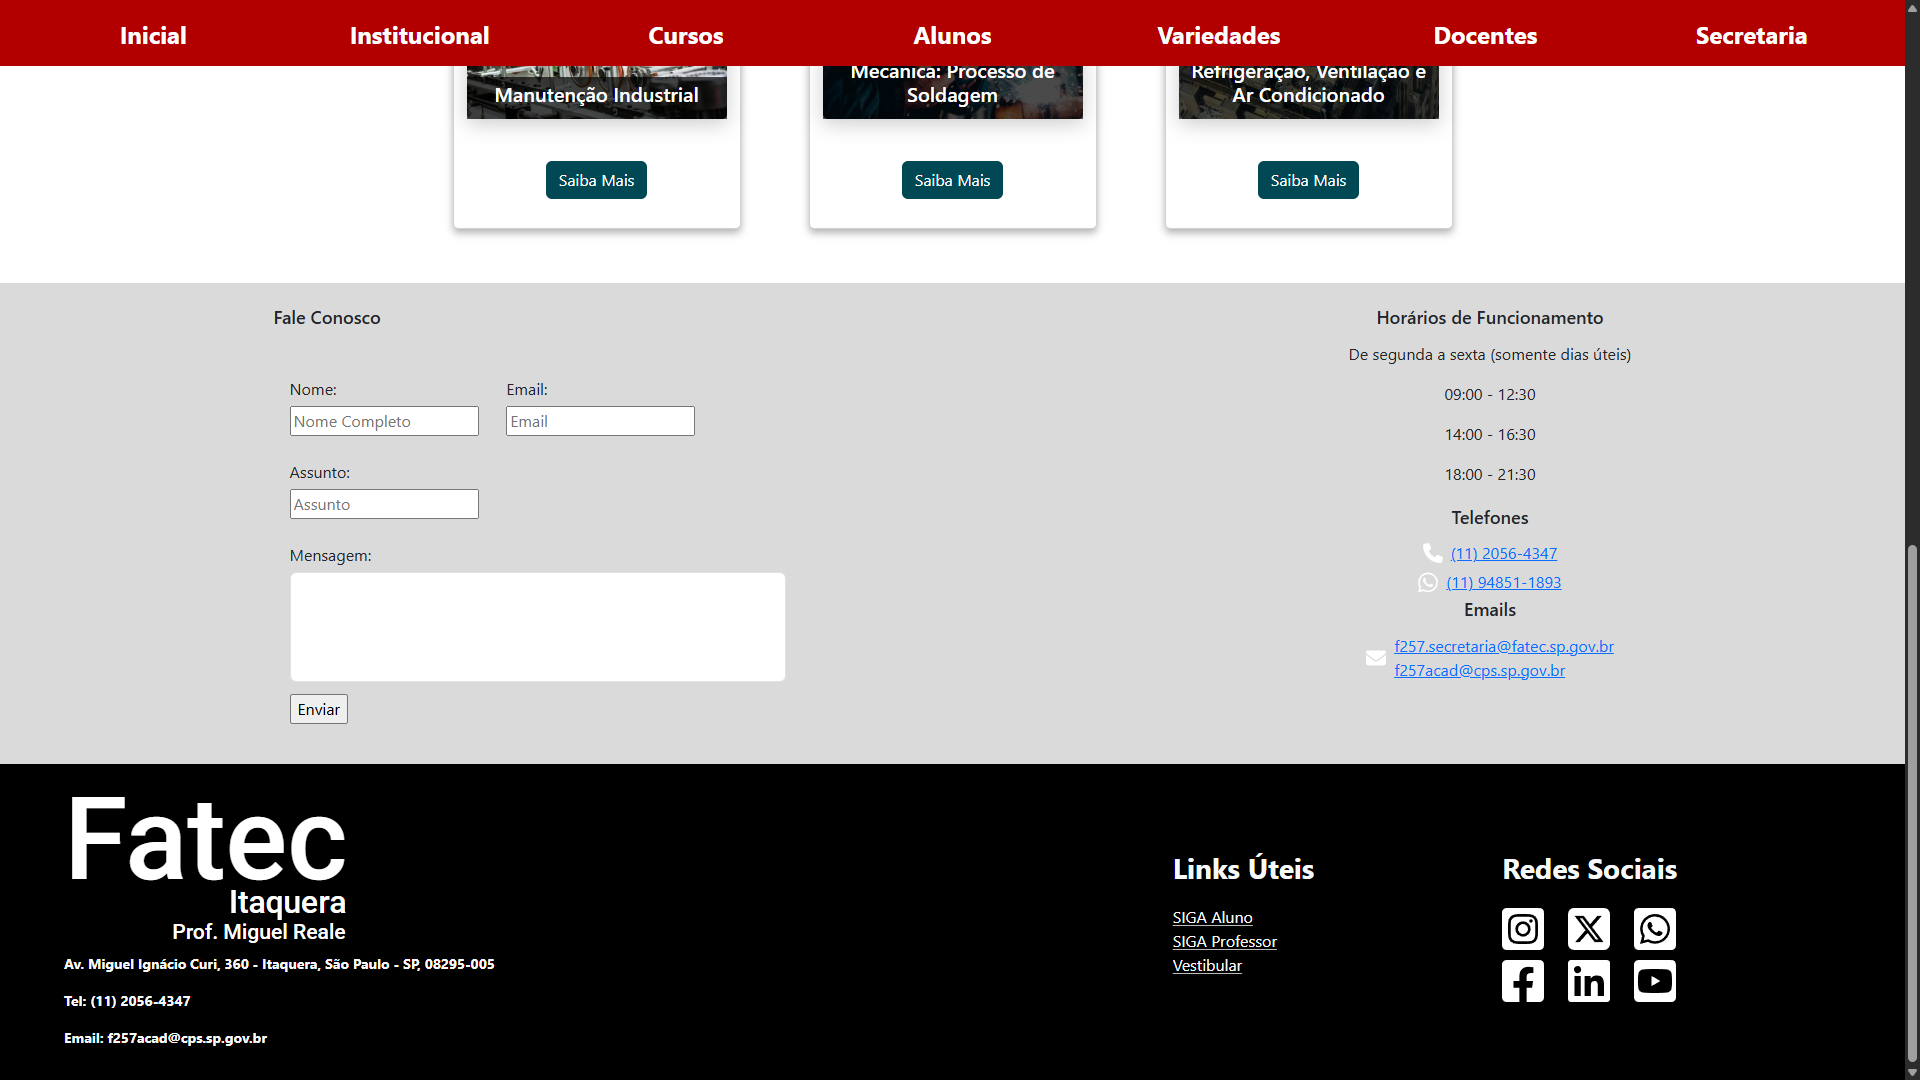 Inicial
Institucional
Cursos
Alunos
Variedades
Docentes
Secretaria
Manutenção Industrial
Mecânica: Processo de
Soldagem
Refrigeração, Ventilação e
Ar Condicionado
Saiba Mais
Saiba Mais
Saiba Mais
Fale Conosco
Nome:
Nome Completo
Email:
Email
Assunto:
Assunto
Mensagem:
Enviar
Horários de Funcionamento
De segunda a sexta (somente dias úteis)
09:00 - 12:30
14:00 - 16:30
18:00 - 21:30
Telefones
(11) 2056-4347
(11) 94851-1893
Emails
f257.secretaria@fatec.sp.gov.br
f257acad@cps.sp.gov.br
Fatec
Itaquera
Prof. Miguel Reale
Av. Miguel Ignácio Curi, 360 - Itaquera, São Paulo - SP, 08295-005
Tel: (11) 2056-4347
Email: f257acad@cps.sp.gov.br
Links Úteis
SIGA Aluno
SIGA Professor
Vestibular
Redes Sociais